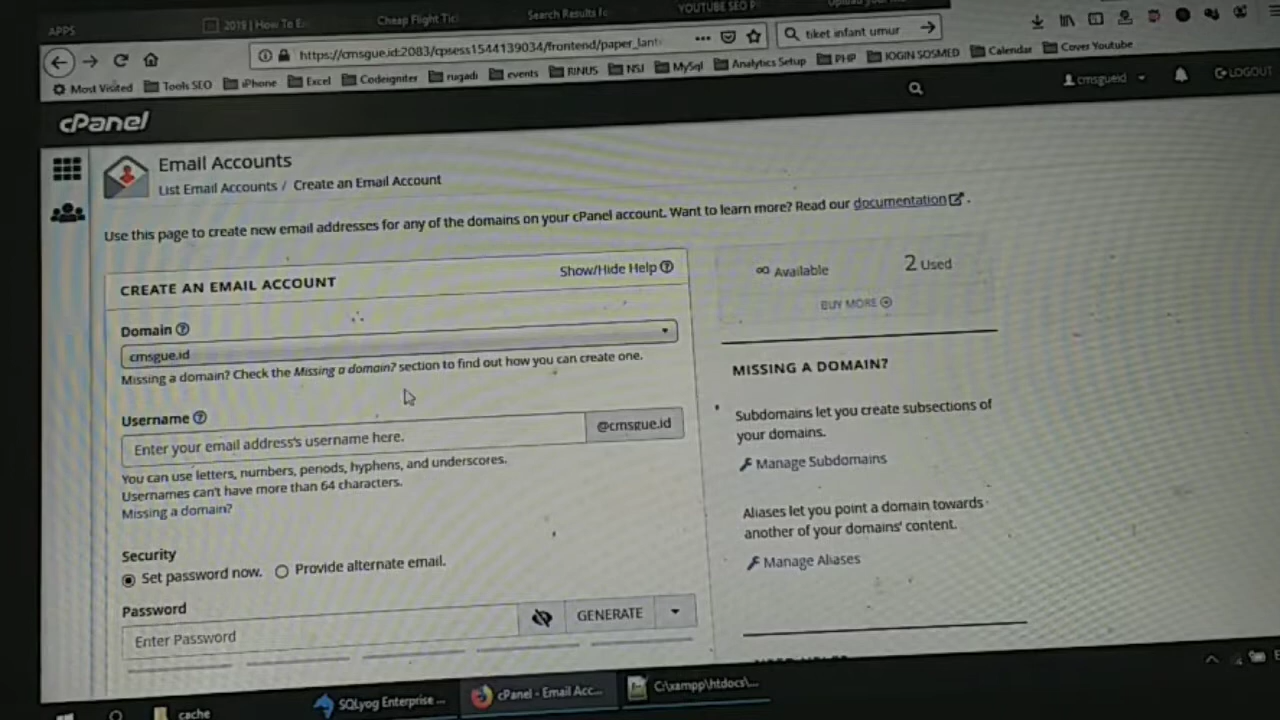 APPS
2019 | How To E
Cheap Flight Tic
Search Results fo
YOUTUBE SEO P
https://cmsgue.id:2083/cpsess1544139034/frontend/paper_lant
tiket infant umur
Most Visited Tools SEO iPhone Excel Codeigniter rugadi events RINUS NSI MySql Analytics Setup PHP lOGIN SOSMED Calendar Cover Youtube
cPanel
cmsgueid
LOGOUT
Email Accounts
List Email Accounts / Create an Email Account
Use this page to create new email addresses for any of the domains on your cPanel account. Want to learn more? Read our documentation .
CREATE AN EMAIL ACCOUNT
Show/Hide Help
Domain
cmsgue.id
Missing a domain? Check the Missing a domain? section to find out how you can create one.
Username
Enter your email address's username here.
@cmsgue.id
You can use letters, numbers, periods, hyphens, and underscores.
Usernames can't have more than 64 characters.
Missing a domain?
Security
Set password now. Provide alternate email.
Password
Enter Password
GENERATE
∞ Available
2 Used
BUY MORE
MISSING A DOMAIN?
Subdomains let you create subsections of
your domains.
Manage Subdomains
Aliases let you point a domain towards
another of your domains' content.
Manage Aliases
cache
SQLyog Enterprise ...
cPanel - Email Acc...
C:\xampp\htdocs\...